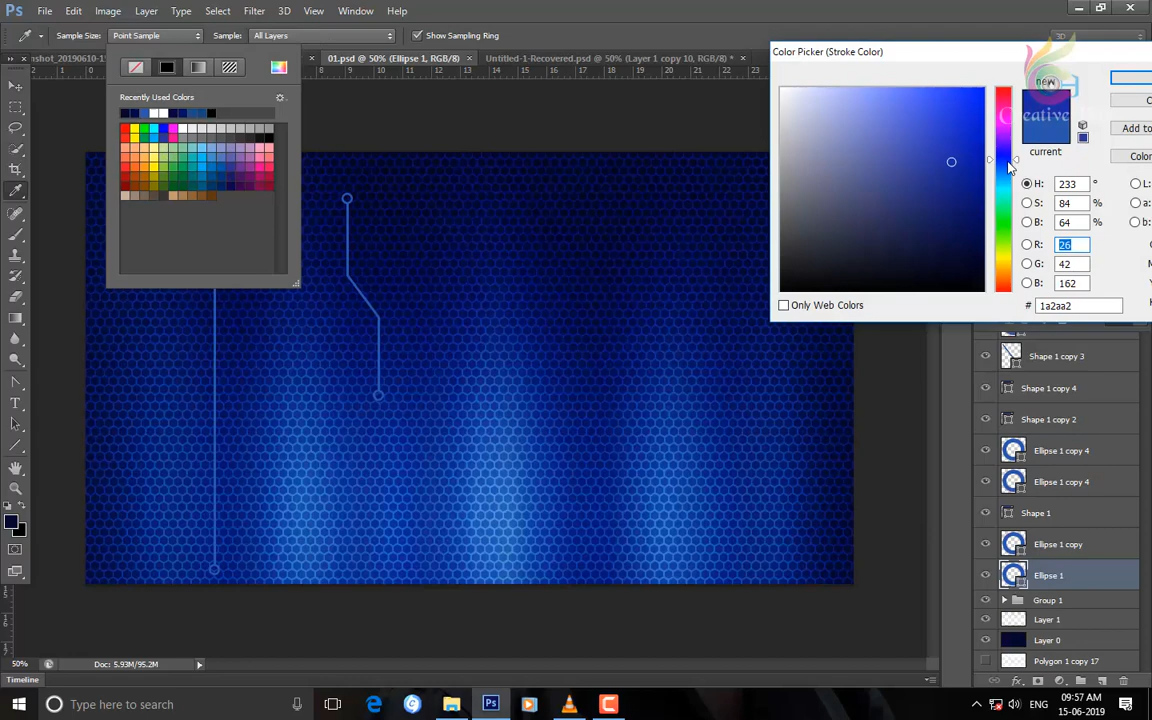 Ps File Edit Image Layer Type Select Filter 3D View Window Help
Sample Size: Point Sample Sample: All Layers Show Sampling Ring 3D
01.psd @ 50% (Ellipse 1, RGB/8) × Untitled-1-Recovered.psd @ 50% (Layer 1 copy 10, RGB/8) * ×
Recently Used Colors
Color Picker (Stroke Color)
new
current
Add to
Color
H: 233 °
S: 84 %
B: 64 %
R: 26
G: 42
B: 162
L:
a:
b:
# 1a2aa2
Only Web Colors
Shape 1 copy 3
Shape 1 copy 4
Shape 1 copy 2
Ellipse 1 copy 4
Ellipse 1 copy 4
Shape 1
Ellipse 1 copy
Ellipse 1
Group 1
Layer 1
Layer 0
Polygon 1 copy 17
50% Doc: 5.93M/95.2M
Timeline
Type here to search
09:57 AM
15-06-2019